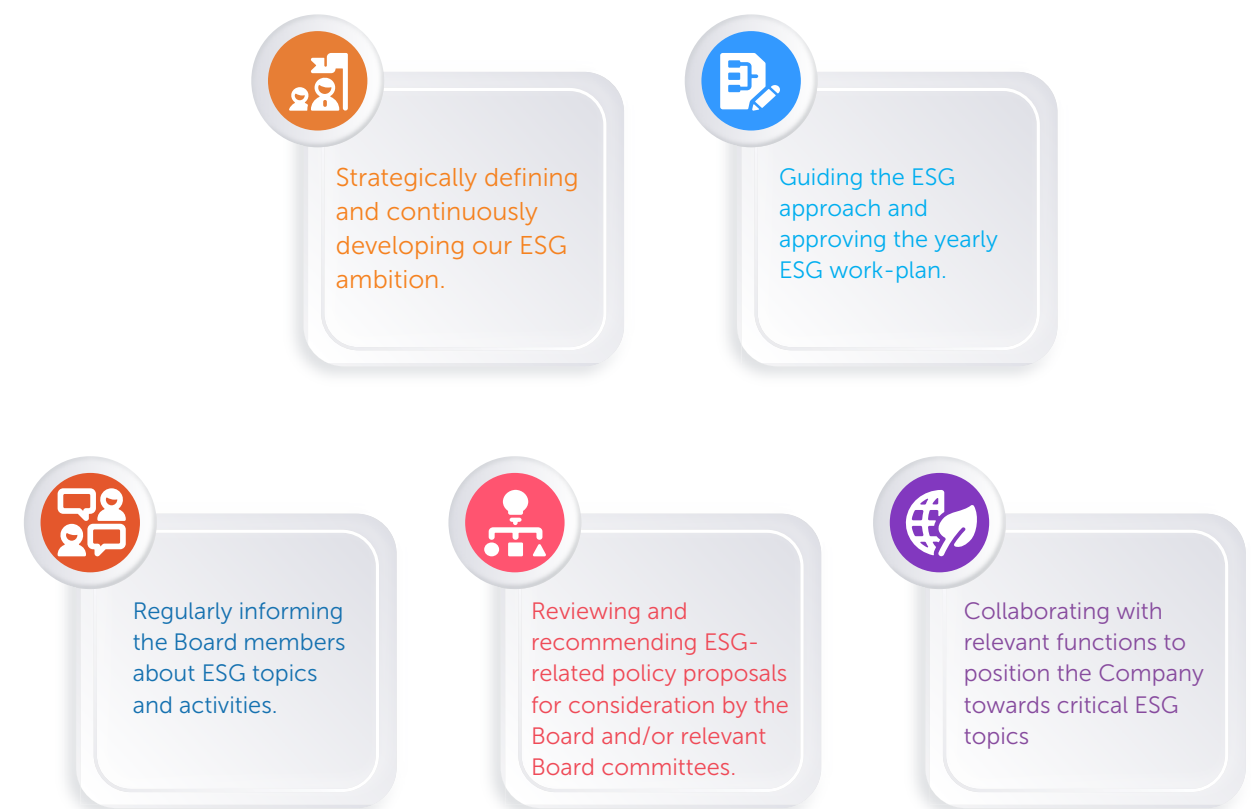 Strategically defining
and continuously
developing our ESG
ambition.
Guiding the ESG
approach and
approving the yearly
ESG work-plan.
Regularly informing
the Board members
about ESG topics
and activities.
Reviewing and
recommending ESG-
related policy proposals
for consideration by the
Board and/or relevant
Board committees.
Collaborating with
relevant functions to
position the Company
towards critical ESG
topics